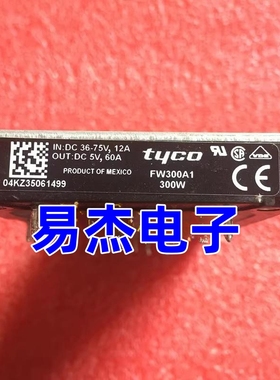 IN:DC 36-75V, 12A
OUT:DC 5V, 60A
PRODUCT OF MEXICO
04KZ35061499
tyco
FW300A1
300W
易杰电子